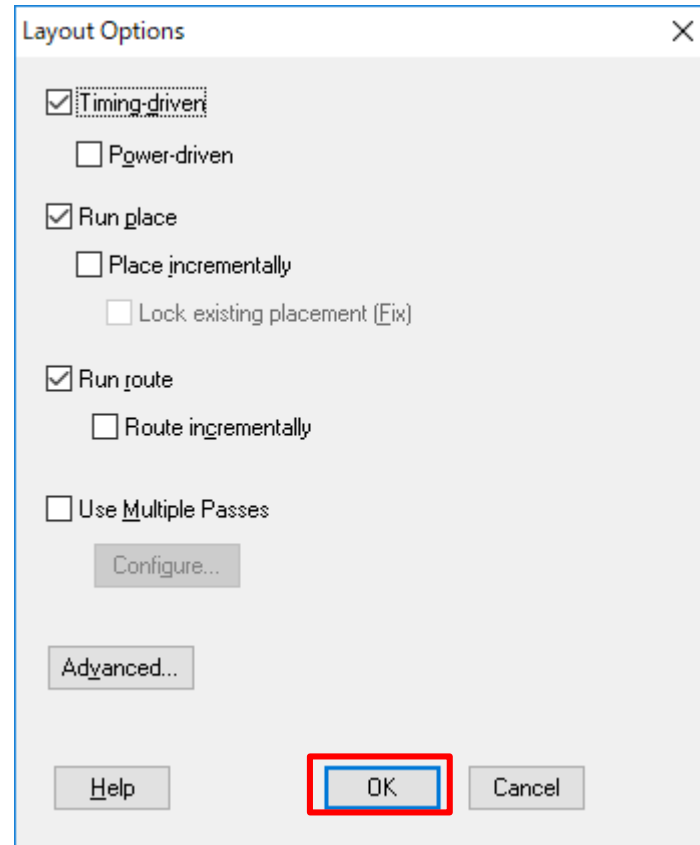 Layout Options
Timing-driven
Power-driven
Run place
Place incrementally
Lock existing placement (Fix)
Run route
Route incrementally
Use Multiple Passes
Configure...
Advanced...
Help OK Cancel